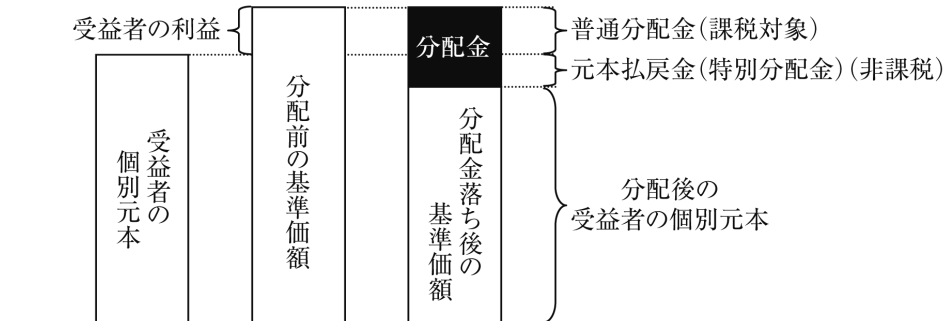 受益者の利益
分配金
普通分配金(課税対象)
元本払戻金(特別分配金)(非課税)
受益者の
個別元本
分配前の基準価額
分配金落ち後の
基準価額
分配後の
受益者の個別元本